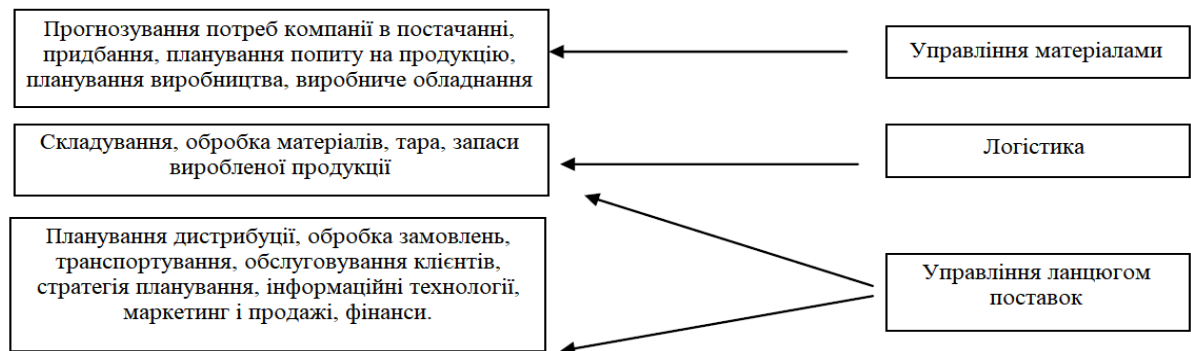 Прогнозування потреб компанії в постачанні,
придбання, планування попиту на продукцію,
планування виробництва, виробниче обладнання
Управління матеріалами
Складування, обробка матеріалів, тара, запаси
виробленої продукції
Логістика
Планування дистрибуції, обробка замовлень,
транспортування, обслуговування клієнтів,
стратегія планування, інформаційні технології,
маркетинг і продажі, фінанси.
Управління ланцюгом
поставок